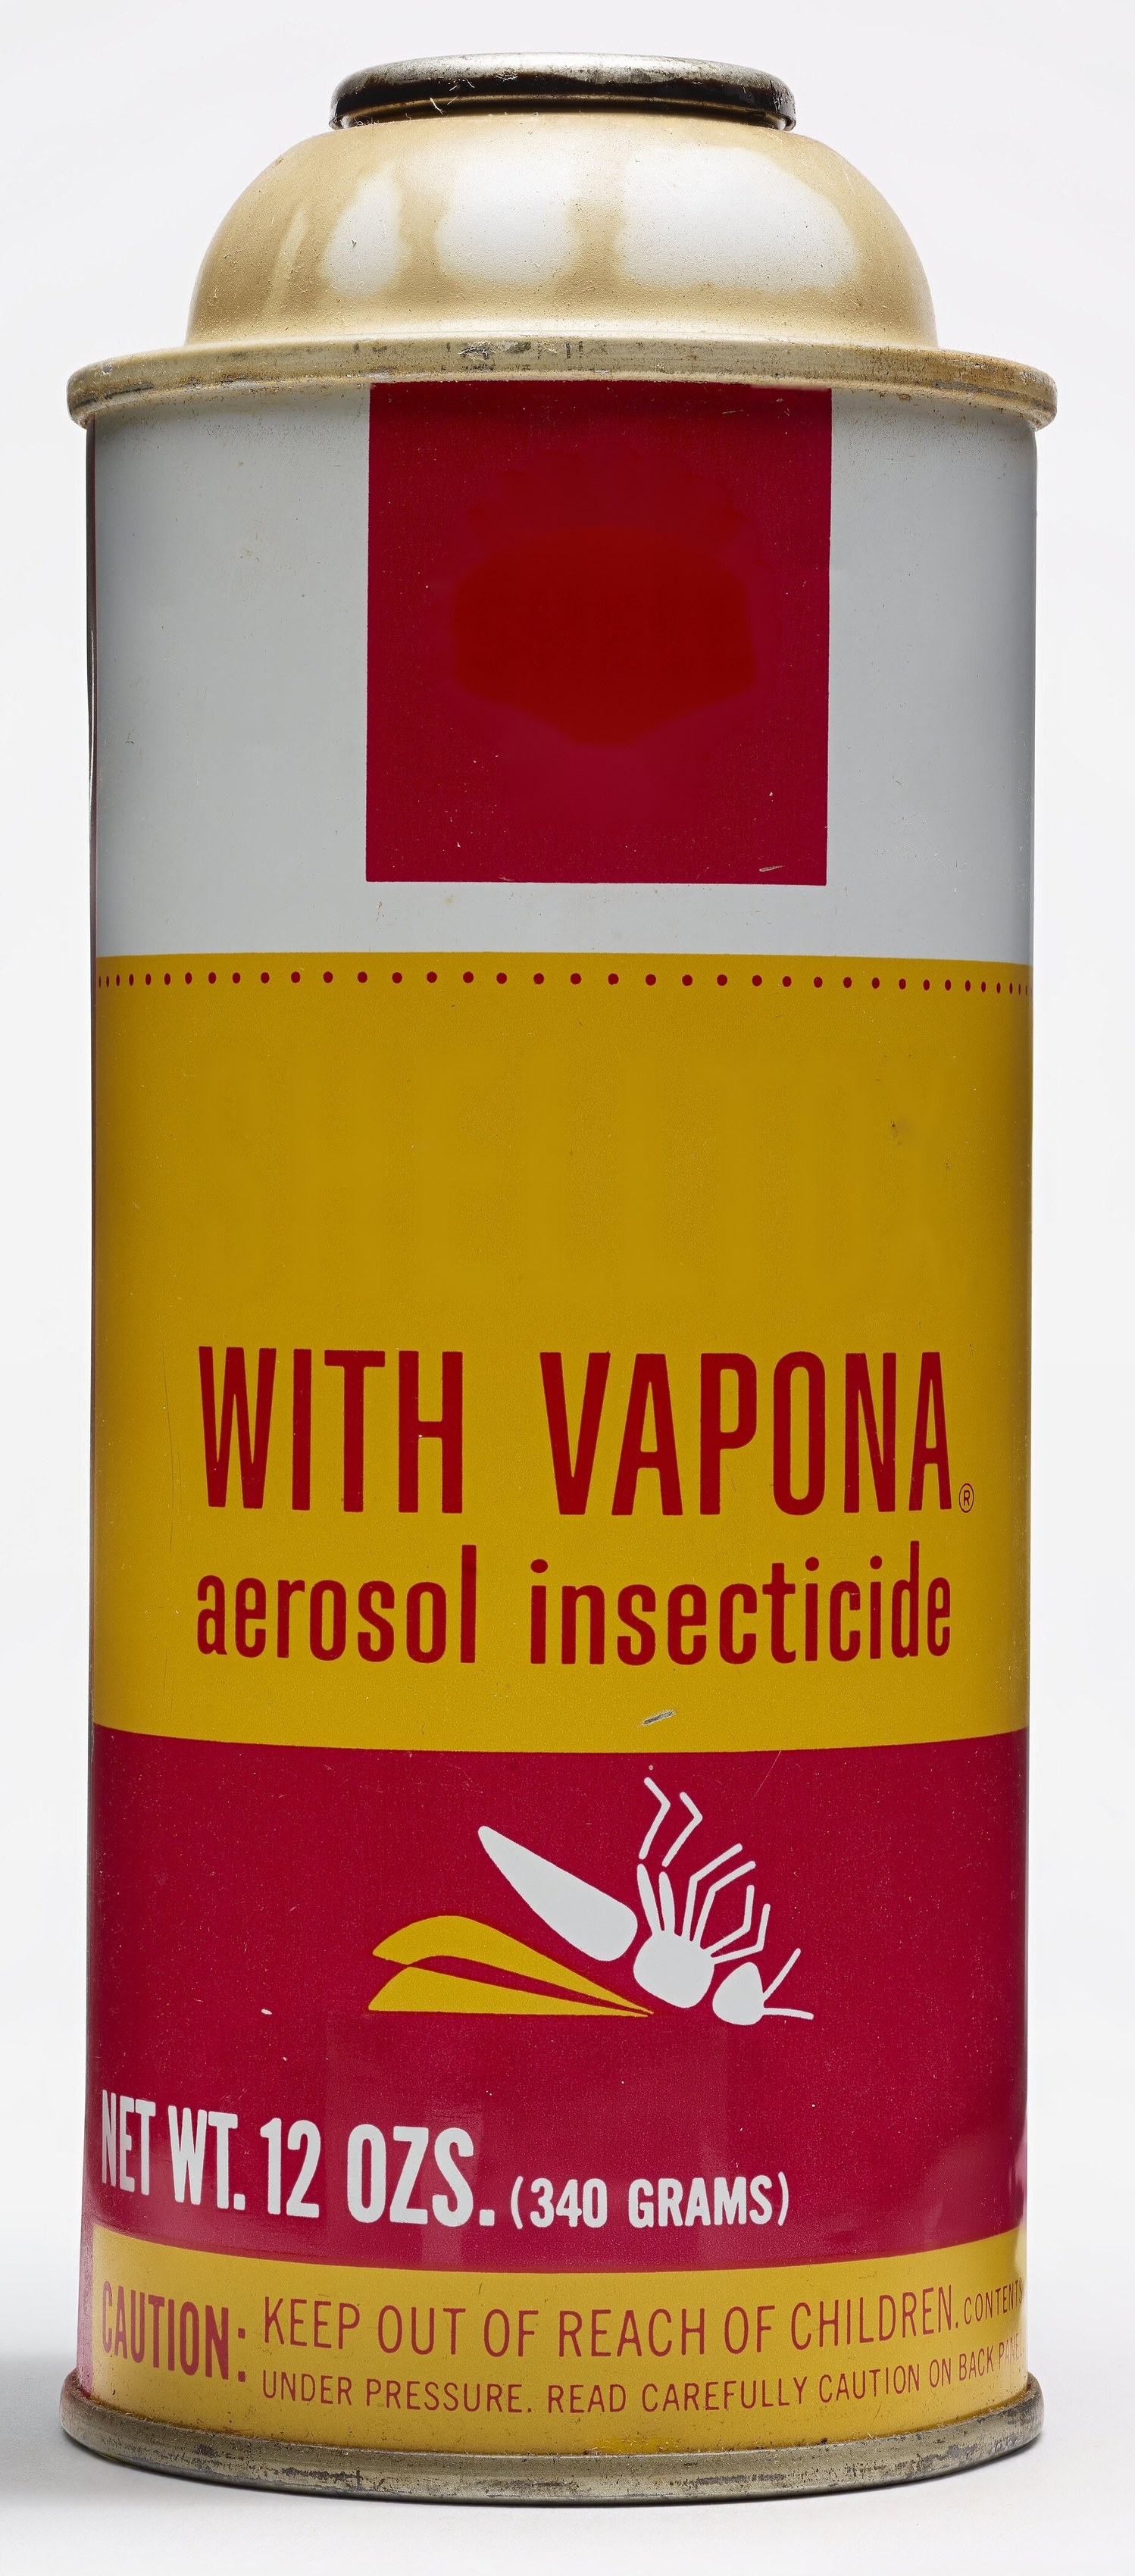 WITH VAPONA®
aerosol insecticide
NET WT. 12 OZS. (340 GRAMS)
CAUTION: KEEP OUT OF REACH OF CHILDREN. CONTENTS
UNDER PRESSURE. READ CAREFULLY CAUTION ON BACK PANEL